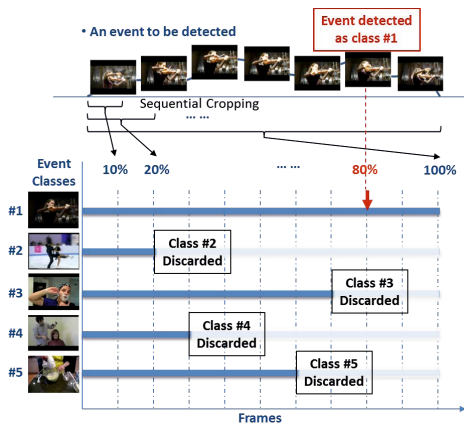 • An event to be detected
Event detected
as class #1
Sequential Cropping
... ...
Event
Classes
10%
20%
... ...
80%
100%
#1
#2
Class #2
Discarded
#3
Class #3
Discarded
#4
Class #4
Discarded
#5
Class #5
Discarded
Frames